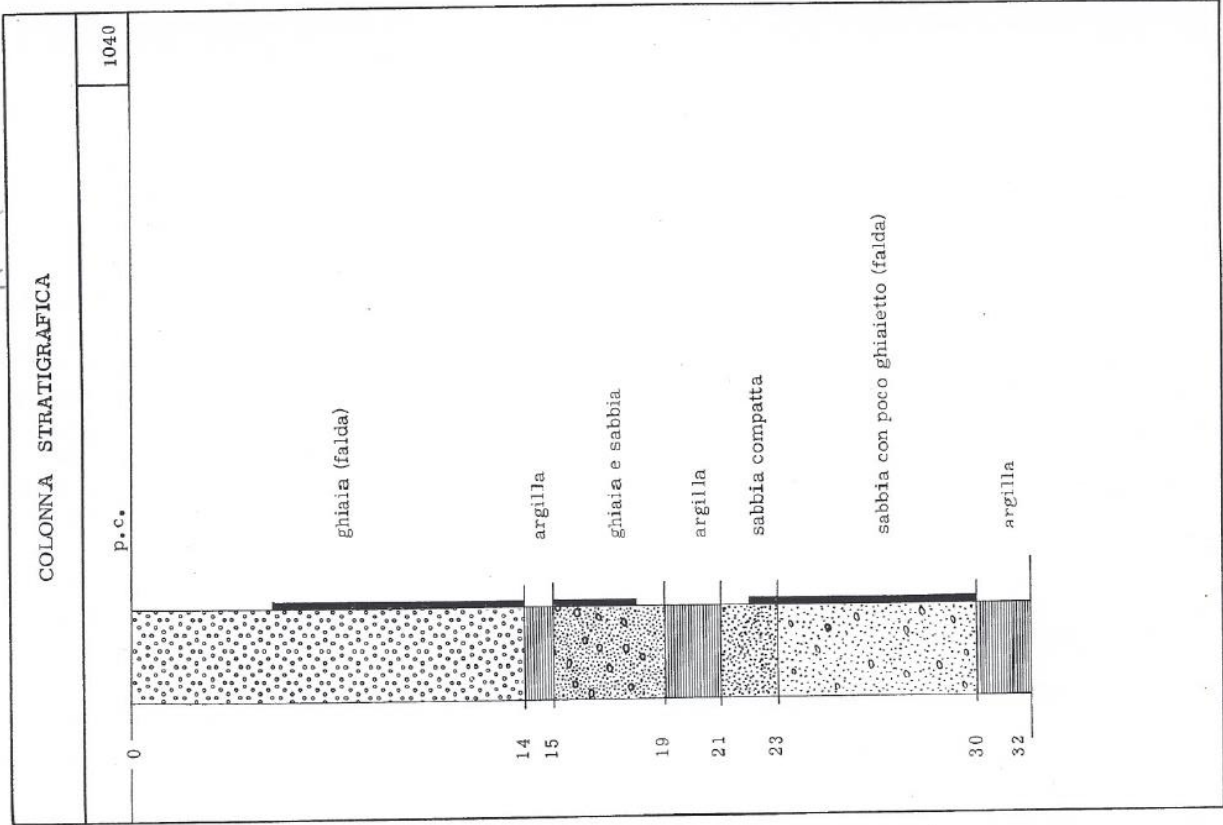 COLONNA STRATIGRAFICA
1040
p.c.
0
ghiaia (falda)
14
argilla
15
ghiaia e sabbia
19
argilla
21
sabbia compatta
23
sabbia con poco ghiaietto (falda)
30
argilla
32